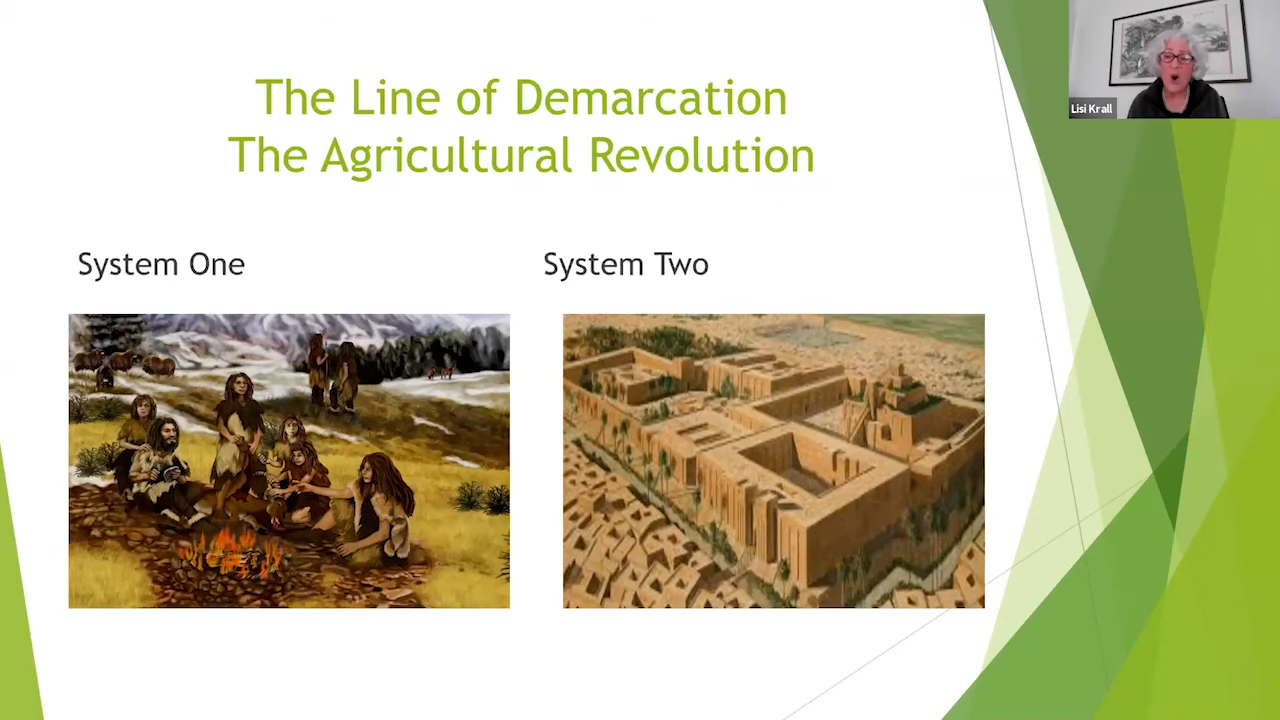 The Line of Demarcation
The Agricultural Revolution
System One
System Two
Lisi Krall